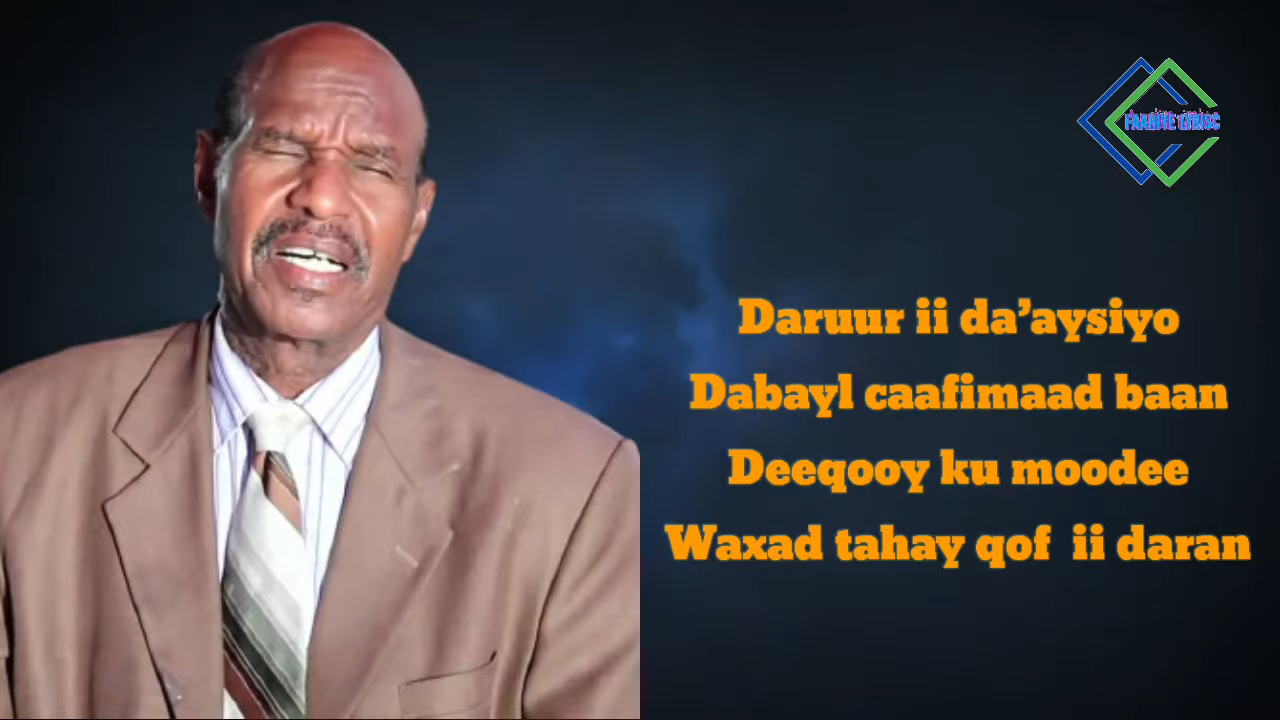 Daruur ii da’aysiyo
Dabayl caafimaad baan
Deeqooy ku moodee
Waxad tahay qof ii daran